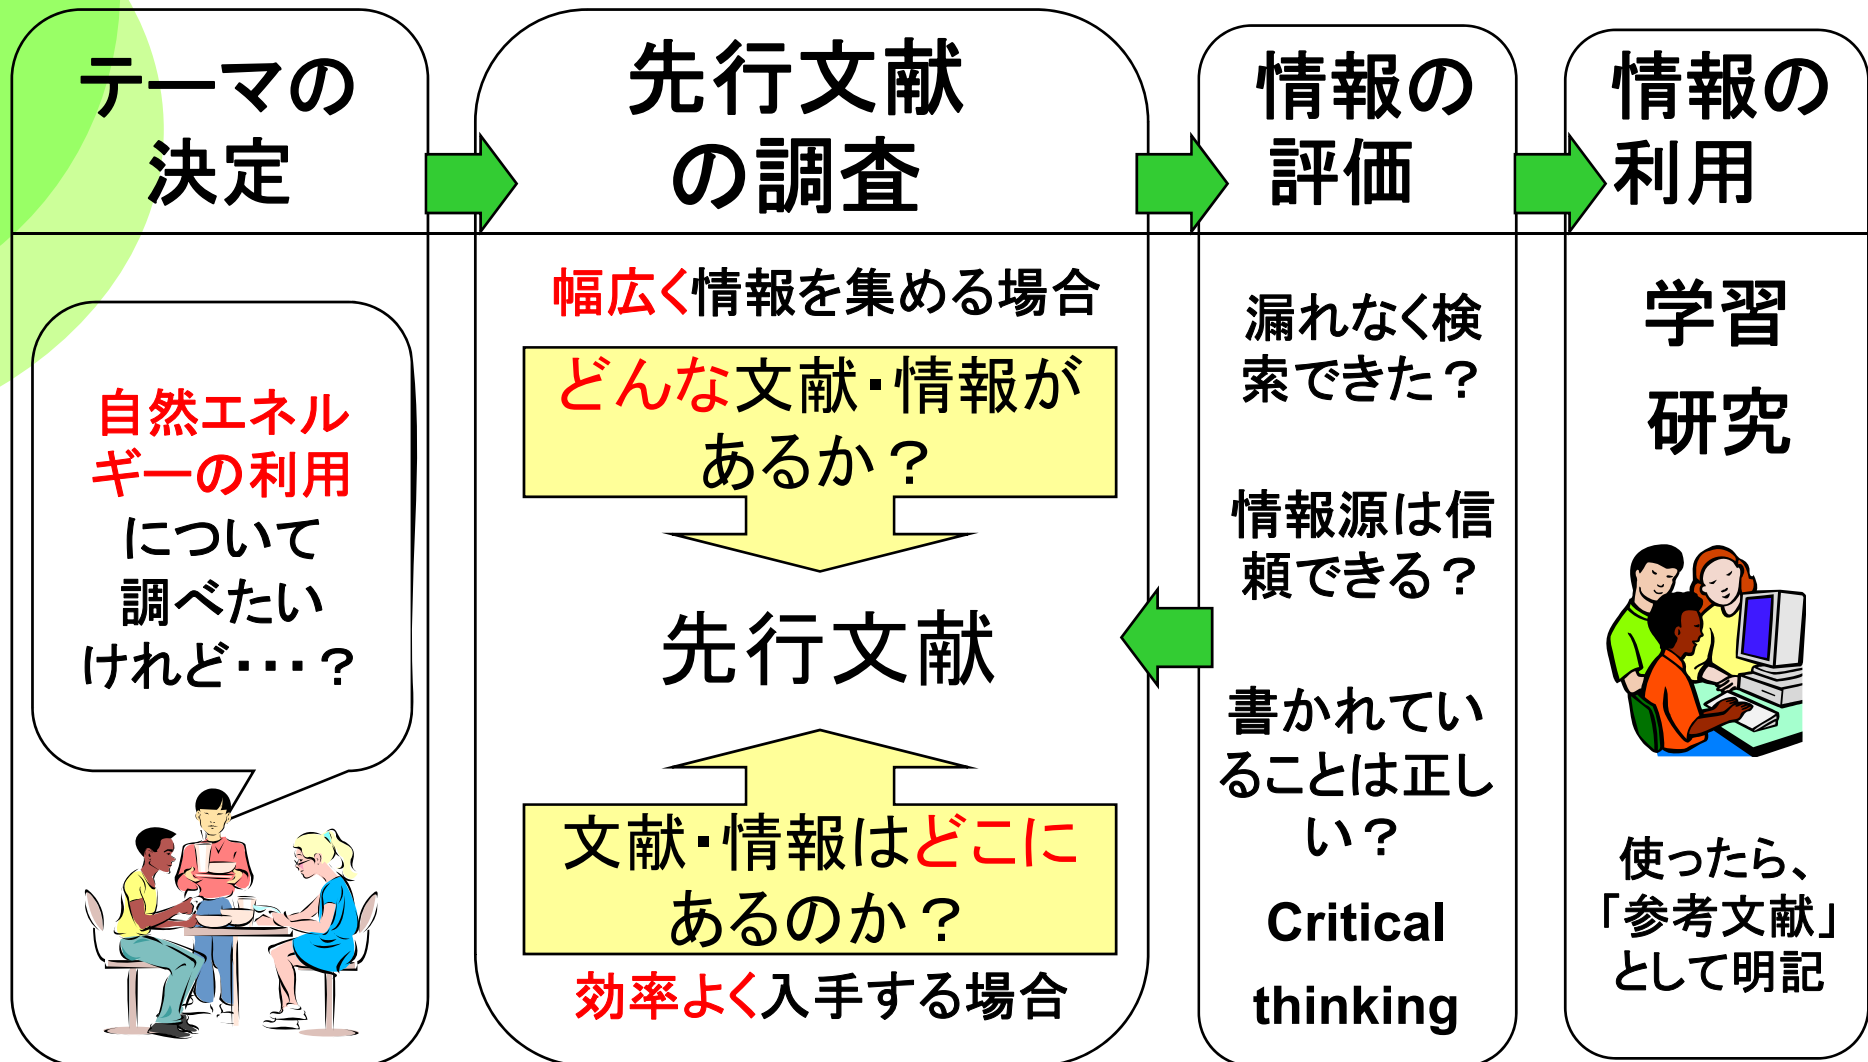 テーマの
決定
自然エネル
ギーの利用
について
調べたい
けれど・・・？
先行文献
の調査
幅広く情報を集める場合
どんな文献・情報が
あるか？
先行文献
文献・情報はどこに
あるのか？
効率よく入手する場合
情報の
評価
漏れなく検
索できた？
情報源は信
頼できる？
書かれてい
ることは正し
い？
Critical
thinking
情報の
利用
学習
研究
使ったら、
「参考文献」
として明記